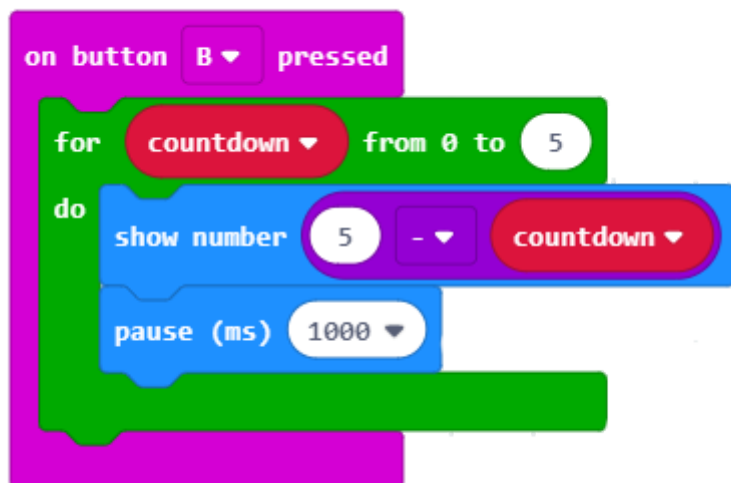 on button B pressed
for countdown from 0 to 5
do
show number 5 - countdown
pause (ms) 1000